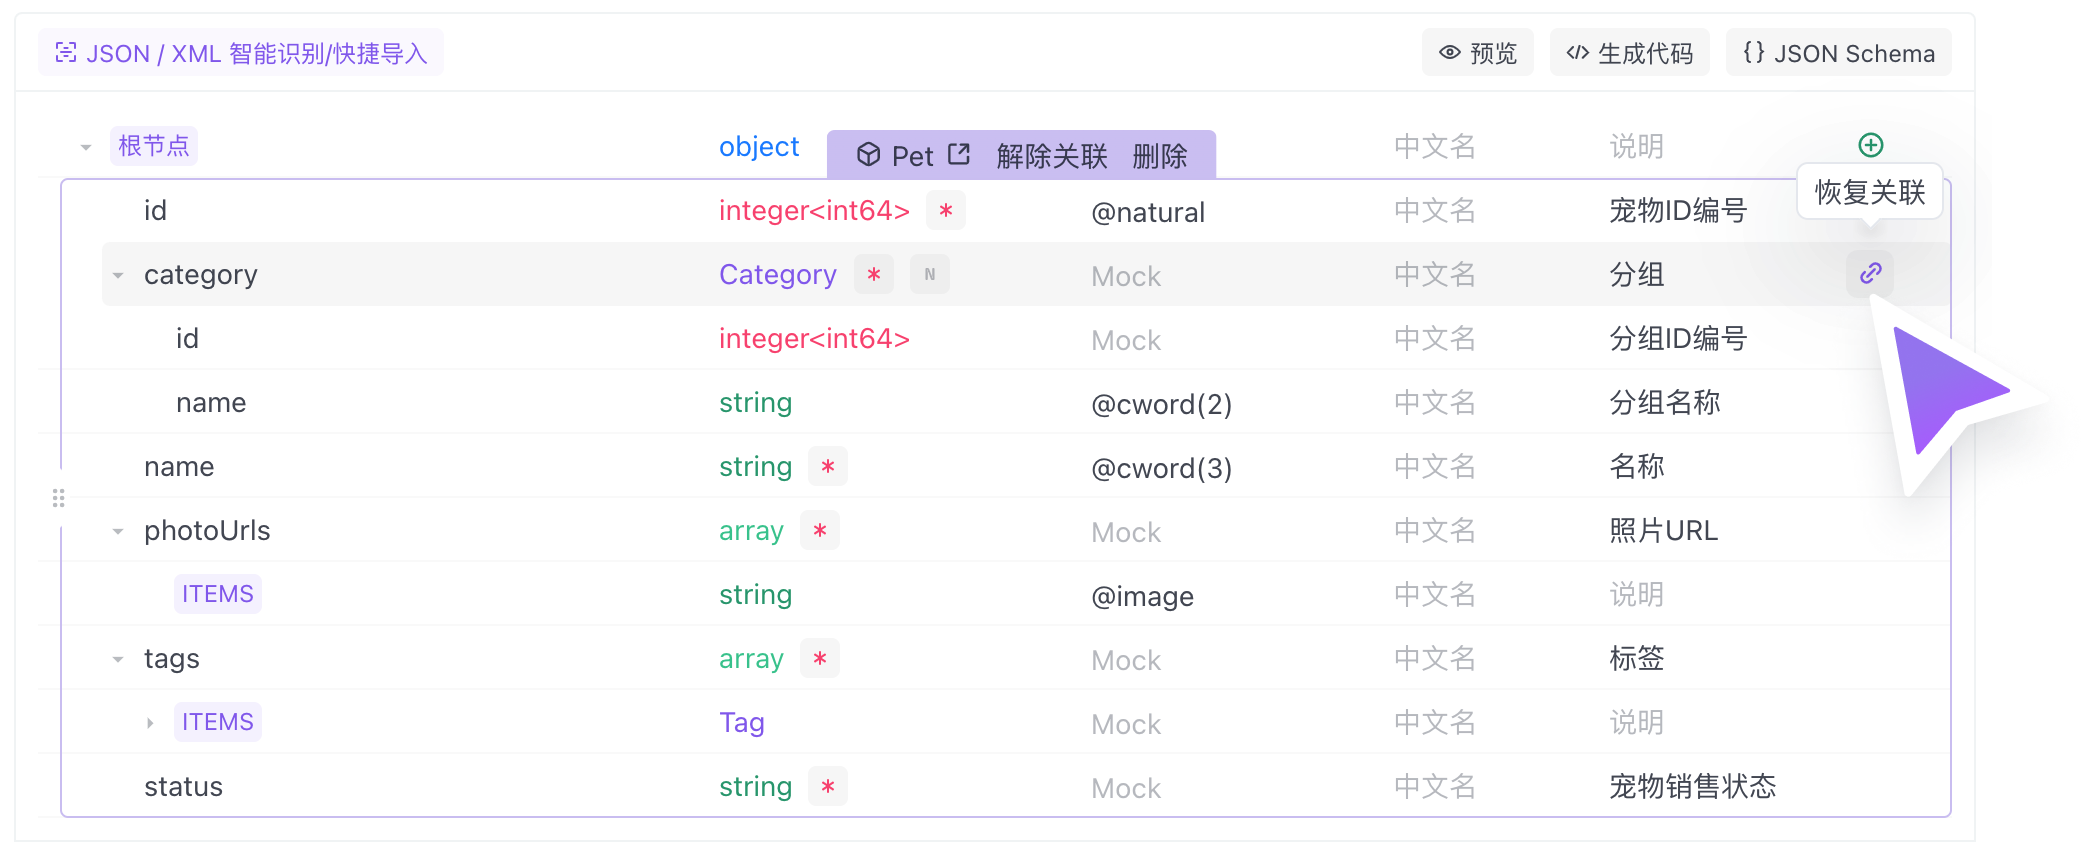 JSON / XML 智能识别/快捷导入 预览 生成代码 {} JSON Schema
根节点 object Pet 解除关联 删除 中文名 说明
恢复关联
id integer<int64> * @natural 中文名 宠物ID编号
category Category * N Mock 中文名 分组
id integer<int64> Mock 中文名 分组ID编号
name string @cword(2) 中文名 分组名称
name string * @cword(3) 中文名 名称
photoUrls array * Mock 中文名 照片URL
ITEMS string @image 中文名 说明
tags array * Mock 中文名 标签
ITEMS Tag Mock 中文名 说明
status string * Mock 中文名 宠物销售状态